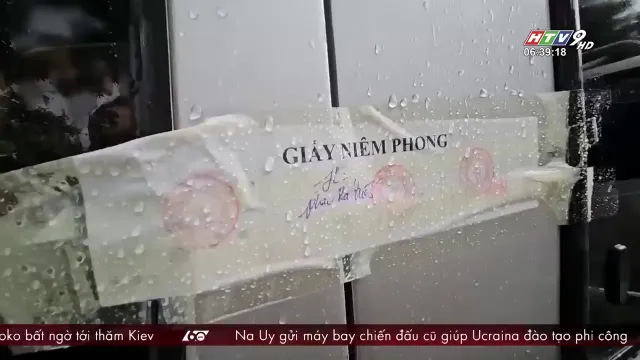 HTV9 HD
06:39:18
GIẤY NIÊM PHONG
oko bất ngờ tới thăm Kiev 60 Na Uy gửi máy bay chiến đấu cũ giúp Ucraina đào tạo phi công